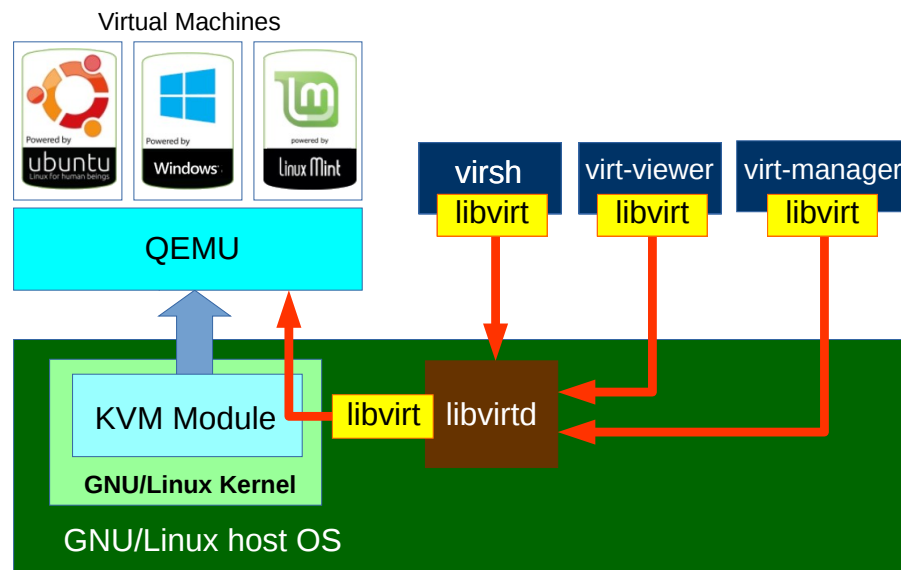 Virtual Machines
Powered by
ubuntu
Linux for human beings
Powered by
Windows
powered by
Linux Mint
virsh
virt-viewer
virt-manager
libvirt
libvirt
libvirt
QEMU
KVM Module
libvirt
libvirtd
GNU/Linux Kernel
GNU/Linux host OS